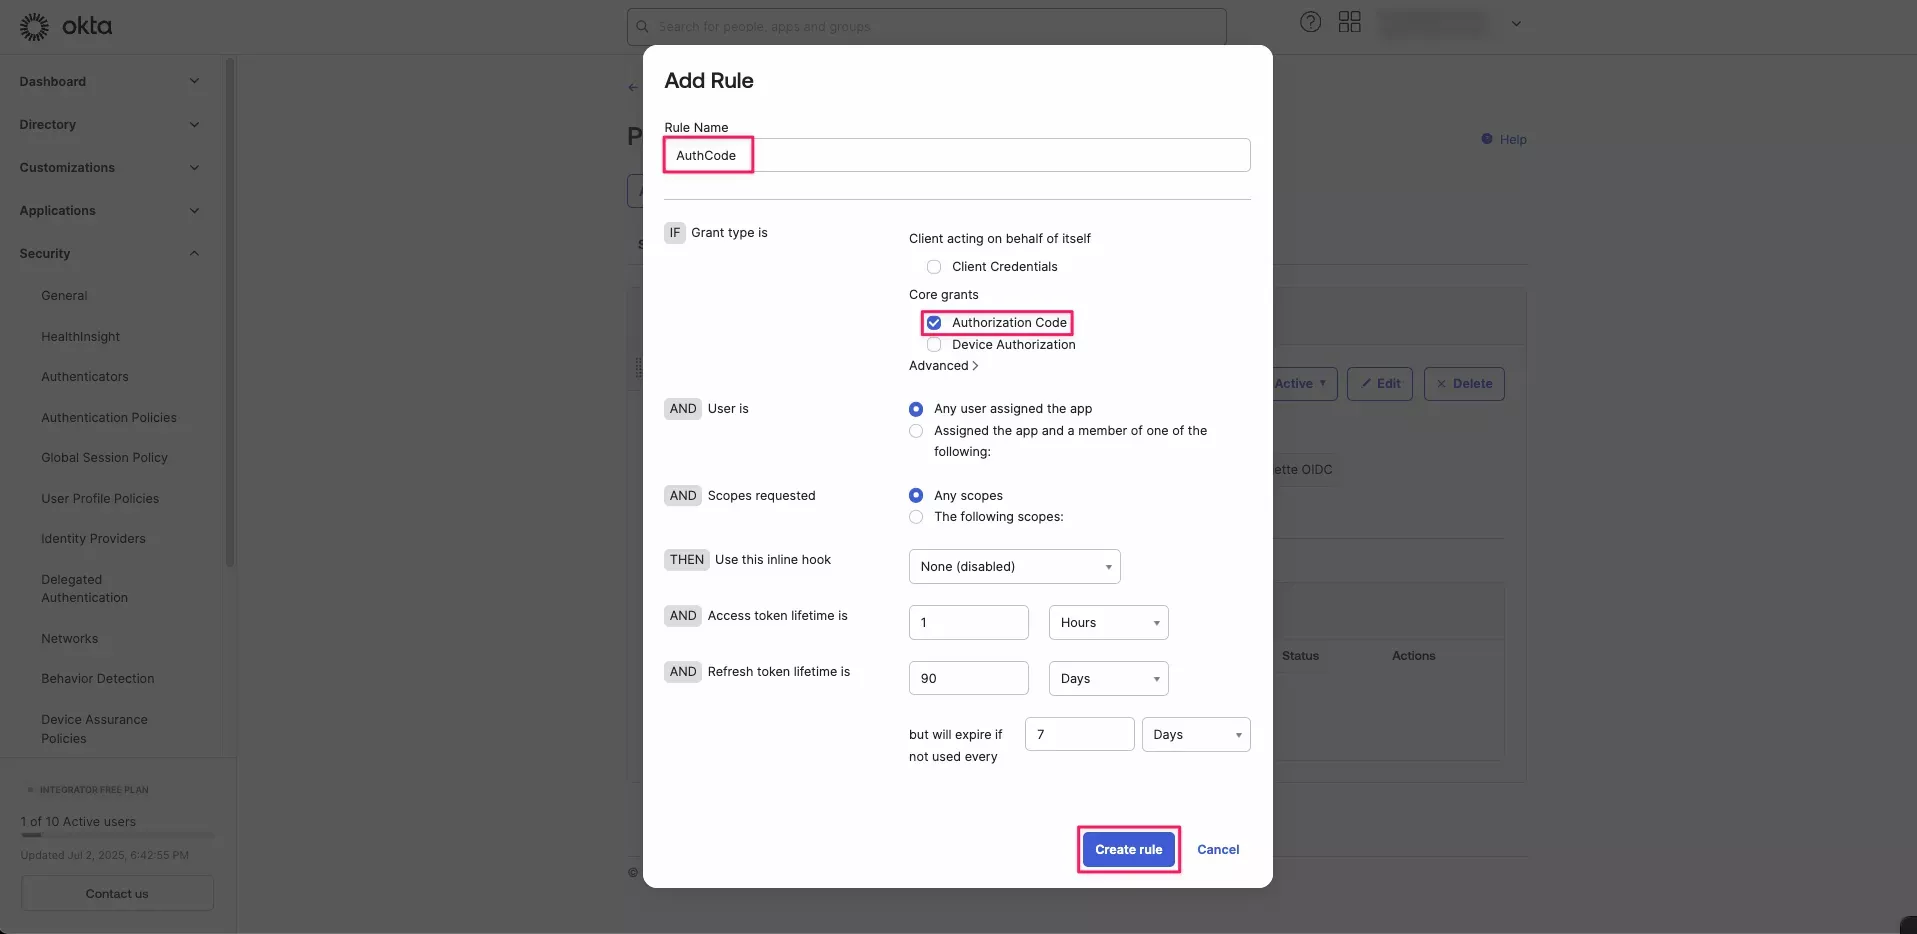 okta
Search for people, apps and groups
Dashboard
Directory
Customizations
Applications
Security
General
HealthInsight
Authenticators
Authentication Policies
Global Session Policy
User Profile Policies
Identity Providers
Delegated
Authentication
Networks
Behavior Detection
Device Assurance
Policies
INTEGRATOR FREE PLAN
1 of 10 Active users
Updated Jul 2, 2025, 6:42:55 PM
Contact us
Help
Active
Edit
Delete
ette OIDC
Status
Actions
©
Add Rule
Rule Name
AuthCode
IF Grant type is
Client acting on behalf of itself
Client Credentials
Core grants
Authorization Code
Device Authorization
Advanced >
AND User is
Any user assigned the app
Assigned the app and a member of one of the
following:
AND Scopes requested
Any scopes
The following scopes:
THEN Use this inline hook
None (disabled)
AND Access token lifetime is
1 Hours
AND Refresh token lifetime is
90 Days
but will expire if
not used every
7 Days
Create rule
Cancel